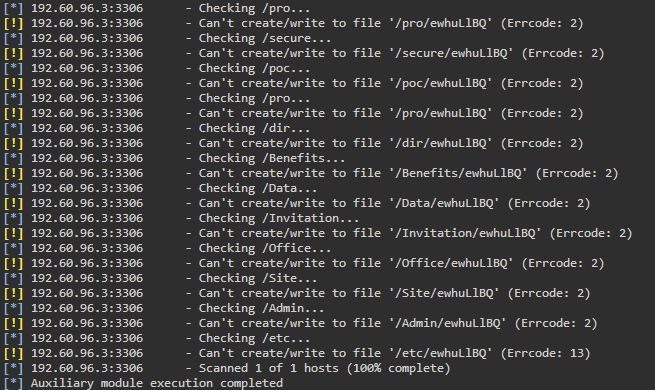 [*] 192.60.96.3:3306 - Checking /pro...
[!] 192.60.96.3:3306 - Can't create/write to file '/pro/ewhuLlBQ' (Errcode: 2)
[*] 192.60.96.3:3306 - Checking /secure...
[!] 192.60.96.3:3306 - Can't create/write to file '/secure/ewhuLlBQ' (Errcode: 2)
[*] 192.60.96.3:3306 - Checking /poc...
[!] 192.60.96.3:3306 - Can't create/write to file '/poc/ewhuLlBQ' (Errcode: 2)
[*] 192.60.96.3:3306 - Checking /pro...
[!] 192.60.96.3:3306 - Can't create/write to file '/pro/ewhuLlBQ' (Errcode: 2)
[*] 192.60.96.3:3306 - Checking /dir...
[!] 192.60.96.3:3306 - Can't create/write to file '/dir/ewhuLlBQ' (Errcode: 2)
[*] 192.60.96.3:3306 - Checking /Benefits...
[!] 192.60.96.3:3306 - Can't create/write to file '/Benefits/ewhuLlBQ' (Errcode: 2)
[*] 192.60.96.3:3306 - Checking /Data...
[!] 192.60.96.3:3306 - Can't create/write to file '/Data/ewhuLlBQ' (Errcode: 2)
[*] 192.60.96.3:3306 - Checking /Invitation...
[!] 192.60.96.3:3306 - Can't create/write to file '/Invitation/ewhuLlBQ' (Errcode: 2)
[*] 192.60.96.3:3306 - Checking /Office...
[!] 192.60.96.3:3306 - Can't create/write to file '/Office/ewhuLlBQ' (Errcode: 2)
[*] 192.60.96.3:3306 - Checking /Site...
[!] 192.60.96.3:3306 - Can't create/write to file '/Site/ewhuLlBQ' (Errcode: 2)
[*] 192.60.96.3:3306 - Checking /Admin...
[!] 192.60.96.3:3306 - Can't create/write to file '/Admin/ewhuLlBQ' (Errcode: 2)
[*] 192.60.96.3:3306 - Checking /etc...
[!] 192.60.96.3:3306 - Can't create/write to file '/etc/ewhuLlBQ' (Errcode: 13)
[*] 192.60.96.3:3306 - Scanned 1 of 1 hosts (100% complete)
[*] Auxiliary module execution completed